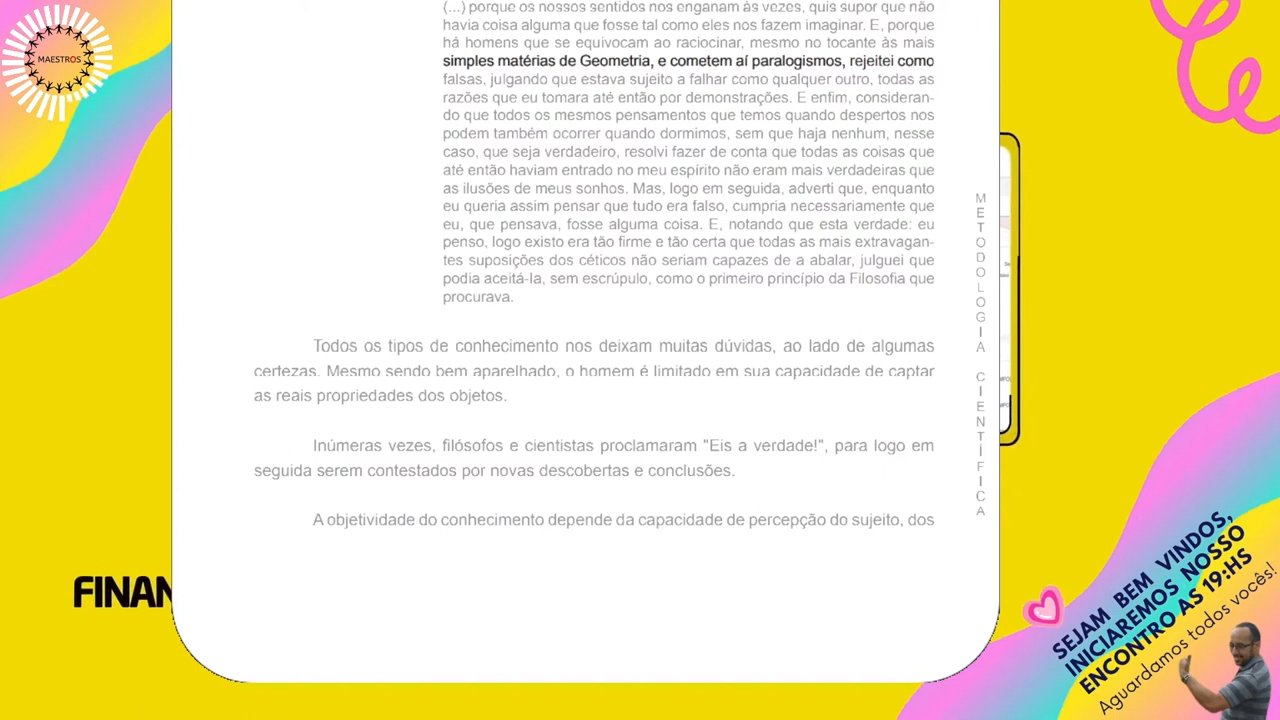 MAESTROS
(...) porque os nossos sentidos nos enganam às vezes, quis supor que não
havia coisa alguma que fosse tal como eles nos fazem imaginar. E, porque
há homens que se equivocam ao raciocinar, mesmo no tocante às mais
simples matérias de Geometria, e cometem aí paralogismos, rejeitei como
falsas, julgando que estava sujeito a falhar como qualquer outro, todas as
razões que eu tomara até então por demonstrações. E enfim, consideran-
do que todos os mesmos pensamentos que temos quando despertos nos
podem também ocorrer quando dormimos, sem que haja nenhum, nesse
caso, que seja verdadeiro, resolvi fazer de conta que todas as coisas que
até então haviam entrado no meu espírito não eram mais verdadeiras que
as ilusões de meus sonhos. Mas, logo em seguida, adverti que, enquanto
eu queria assim pensar que tudo era falso, cumpria necessariamente que
eu, que pensava, fosse alguma coisa. E, notando que esta verdade: eu
penso, logo existo era tão firme e tão certa que todas as mais extravagan-
tes suposições dos céticos não seriam capazes de a abalar, julguei que
podia aceitá-la, sem escrúpulo, como o primeiro princípio da Filosofia que
procurava.
Todos os tipos de conhecimento nos deixam muitas dúvidas, ao lado de algumas
certezas. Mesmo sendo bem aparelhado, o homem é limitado em sua capacidade de captar
as reais propriedades dos objetos.
Inúmeras vezes, filósofos e cientistas proclamaram "Eis a verdade!", para logo em
seguida serem contestados por novas descobertas e conclusões.
A objetividade do conhecimento depende da capacidade de percepção do sujeito, dos
METODOLOGIA CIENTÍFICA
FINAN
SEJAM BEM VINDOS,
INICIAREMOS NOSSO
ENCONTRO AS 19:HS
Aguardamos todos vocês!